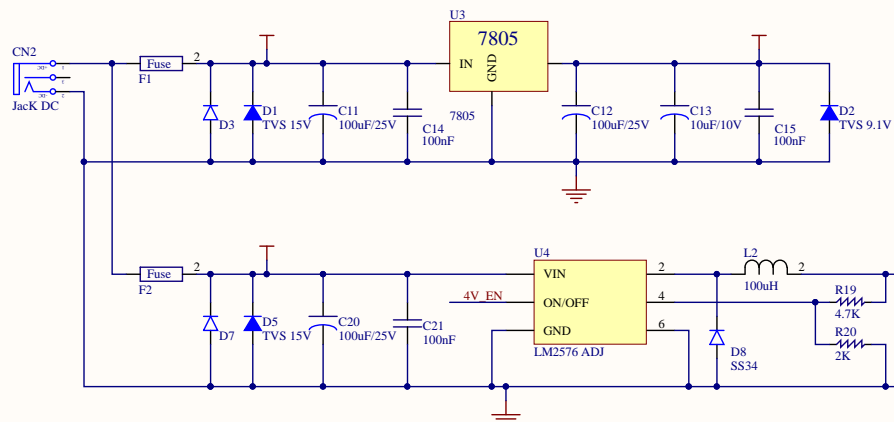 U3
CN2
7805
Fuse
2
IN
GND
F1
JacK DC
D3
D1
TVS 15V
C11
100uF/25V
C14
100nF
7805
C12
100uF/25V
C13
10uF/10V
C15
100nF
D2
TVS 9.1V
U4
L2
Fuse
2
VIN
2
2
100uH
F2
4V_EN
ON/OFF
4
R19
4.7K
D7
D5
TVS 15V
C20
100uF/25V
C21
100nF
GND
6
R20
2K
LM2576 ADJ
D8
SS34